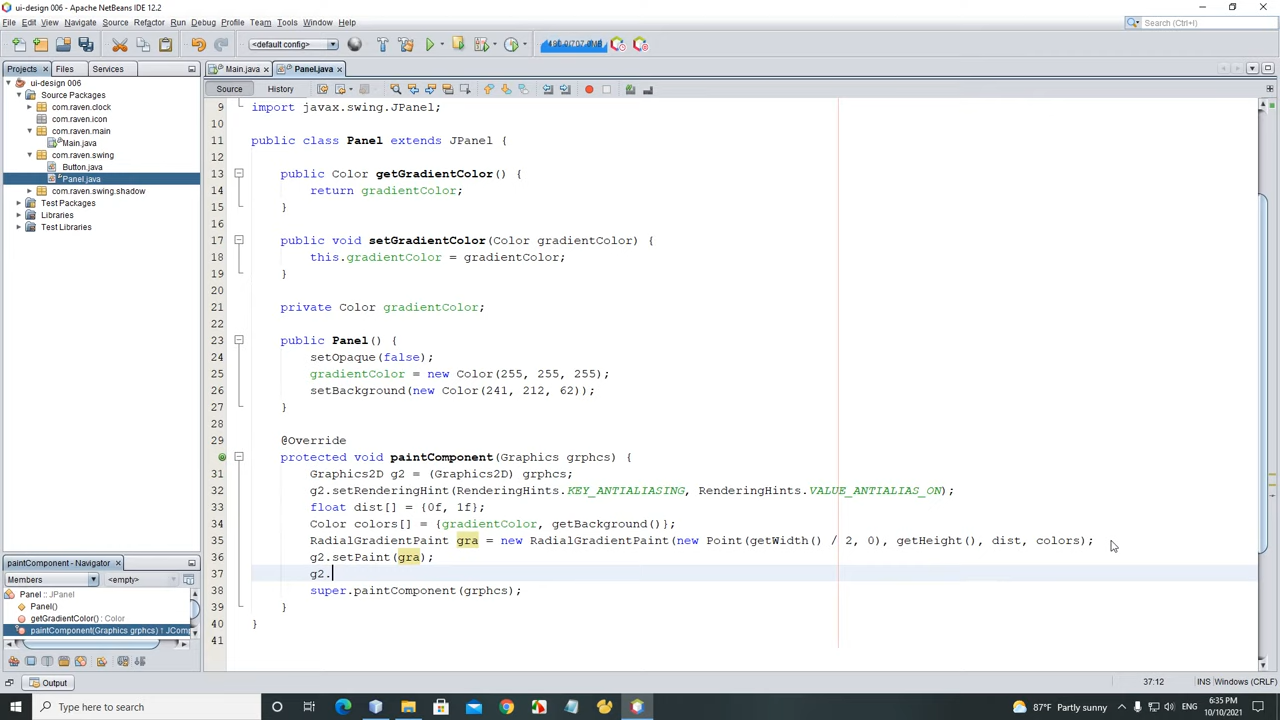 ui-design 006 - Apache NetBeans IDE 12.2
File Edit View Navigate Source Refactor Run Debug Profile Team Tools Window Help
Search (Ctrl+I)
<default config>
Projects Files Services
Main.java Panel.java
Source History
ui-design 006
Source Packages
com.raven.clock
com.raven.icon
com.raven.main
Main.java
com.raven.swing
Button.java
Panel.java
com.raven.swing.shadow
Test Packages
Libraries
Test Libraries
9 import javax.swing.JPanel;
10
11 public class Panel extends JPanel {
12
13 public Color getGradientColor() {
14 return gradientColor;
15 }
16
17 public void setGradientColor(Color gradientColor) {
18 this.gradientColor = gradientColor;
19 }
20
21 private Color gradientColor;
22
23 public Panel() {
24 setOpaque(false);
25 gradientColor = new Color(255, 255, 255);
26 setBackground(new Color(241, 212, 62));
27 }
28
29 @Override
protected void paintComponent(Graphics grphcs) {
31 Graphics2D g2 = (Graphics2D) grphcs;
32 g2.setRenderingHint(RenderingHints.KEY_ANTIALIASING, RenderingHints.VALUE_ANTIALIAS_ON);
33 float dist[] = {0f, 1f};
34 Color colors[] = {gradientColor, getBackground()};
35 RadialGradientPaint gra = new RadialGradientPaint(new Point(getWidth() / 2, 0), getHeight(), dist, colors);
36 g2.setPaint(gra);
37 g2.
38 super.paintComponent(grphcs);
39 }
40 }
41
paintComponent - Navigator
Members <empty>
Panel :: JPanel
Panel()
getGradientColor() : Color
Output
37:12 INS Windows (CRLF)
Type here to search
87°F Partly sunny
6:35 PM
10/10/2021